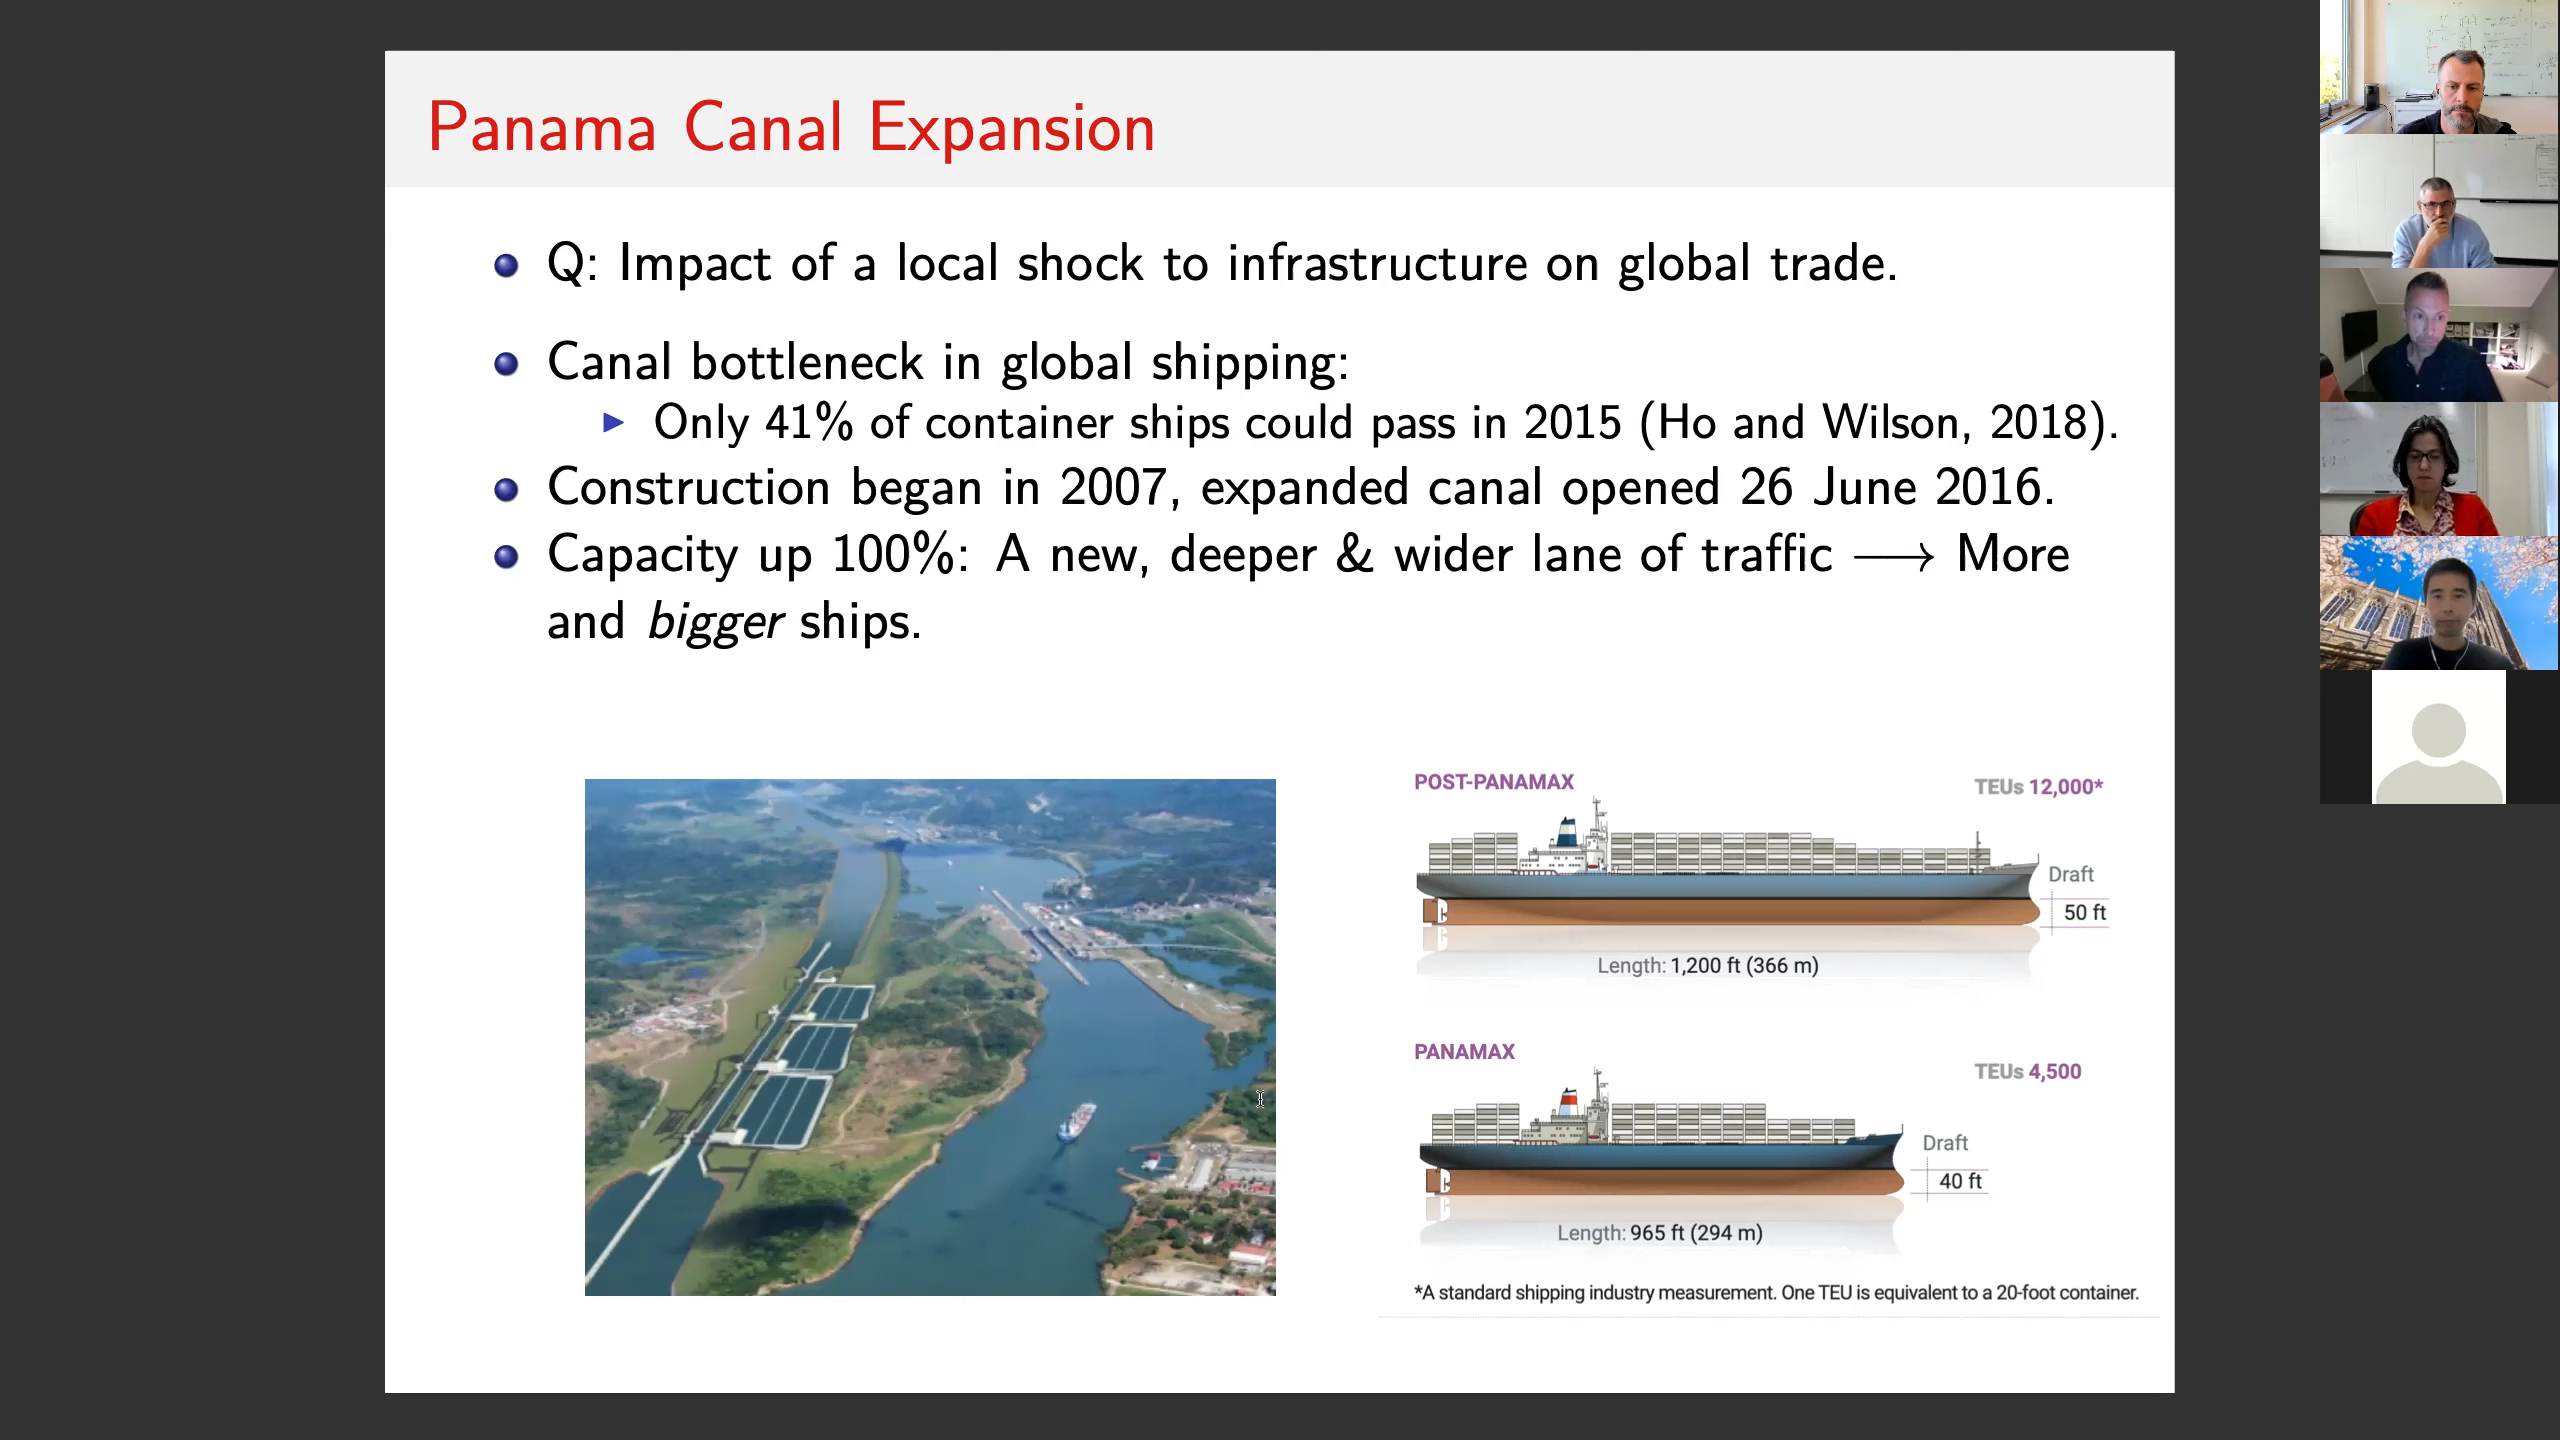 Panama Canal Expansion
Q: Impact of a local shock to infrastructure on global trade.
Canal bottleneck in global shipping:
Only 41% of container ships could pass in 2015 (Ho and Wilson, 2018).
Construction began in 2007, expanded canal opened 26 June 2016.
Capacity up 100%: A new, deeper & wider lane of traffic ⟶ More
and bigger ships.
POST-PANAMAX
TEUs 12,000*
Draft
50 ft
Length: 1,200 ft (366 m)
PANAMAX
TEUs 4,500
Draft
40 ft
Length: 965 ft (294 m)
*A standard shipping industry measurement. One TEU is equivalent to a 20-foot container.